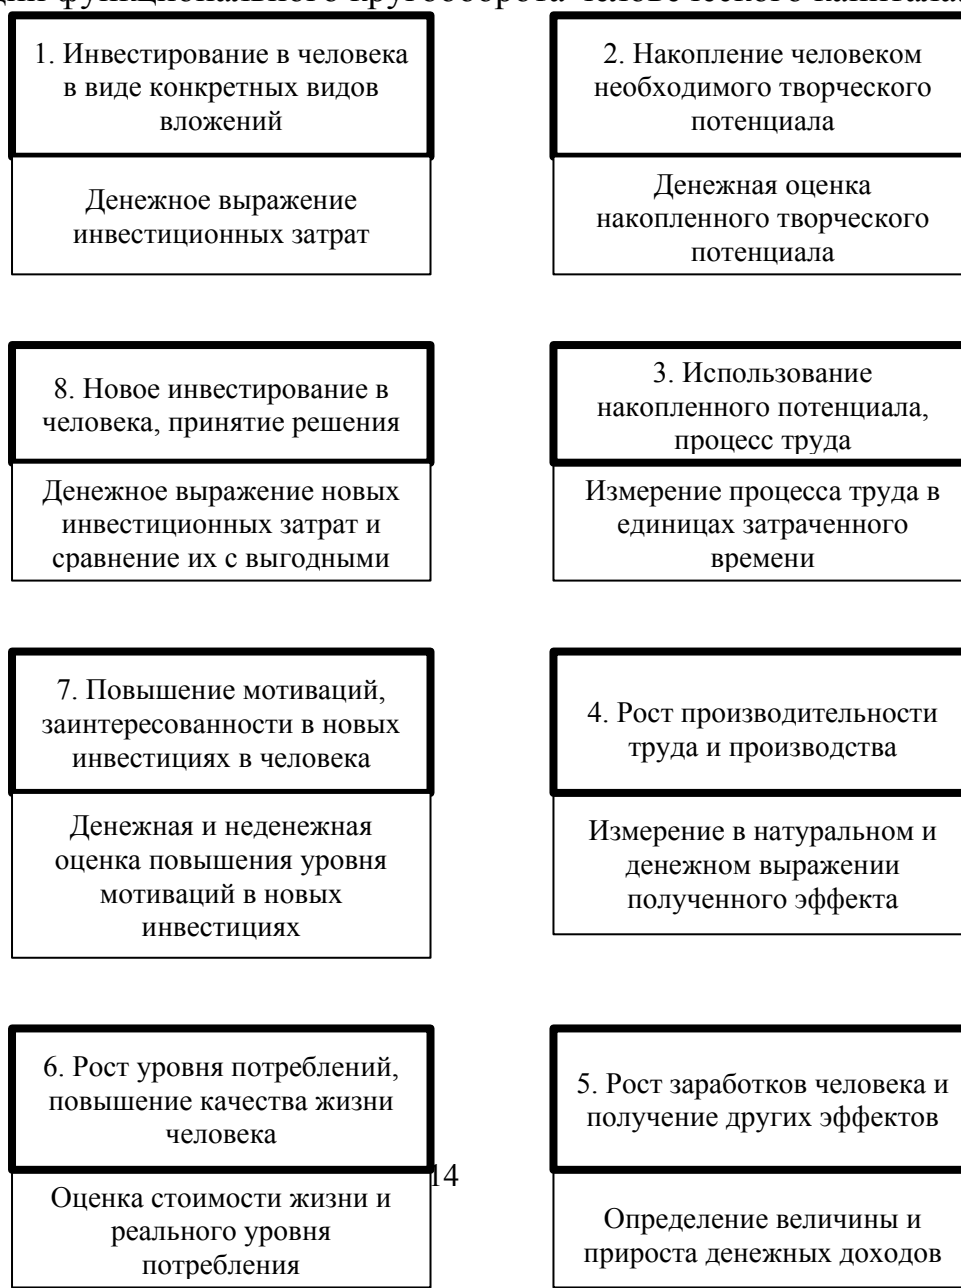 функционального кругооборота человеческого капитала
1. Инвестирование в человека
в виде конкретных видов
вложений
Денежное выражение
инвестиционных затрат
2. Накопление человеком
необходимого творческого
потенциала
Денежная оценка
накопленного творческого
потенциала
8. Новое инвестирование в
человека, принятие решения
Денежное выражение новых
инвестиционных затрат и
сравнение их с выгодными
3. Использование
накопленного потенциала,
процесс труда
Измерение процесса труда в
единицах затраченного
времени
7. Повышение мотиваций,
заинтересованности в новых
инвестициях в человека
Денежная и неденежная
оценка повышения уровня
мотиваций в новых
инвестициях
4. Рост производительности
труда и производства
Измерение в натуральном и
денежном выражении
полученного эффекта
6. Рост уровня потреблений,
повышение качества жизни
человека
Оценка стоимости жизни и
реального уровня
потребления
5. Рост заработков человека и
получение других эффектов
Определение величины и
прироста денежных доходов
14